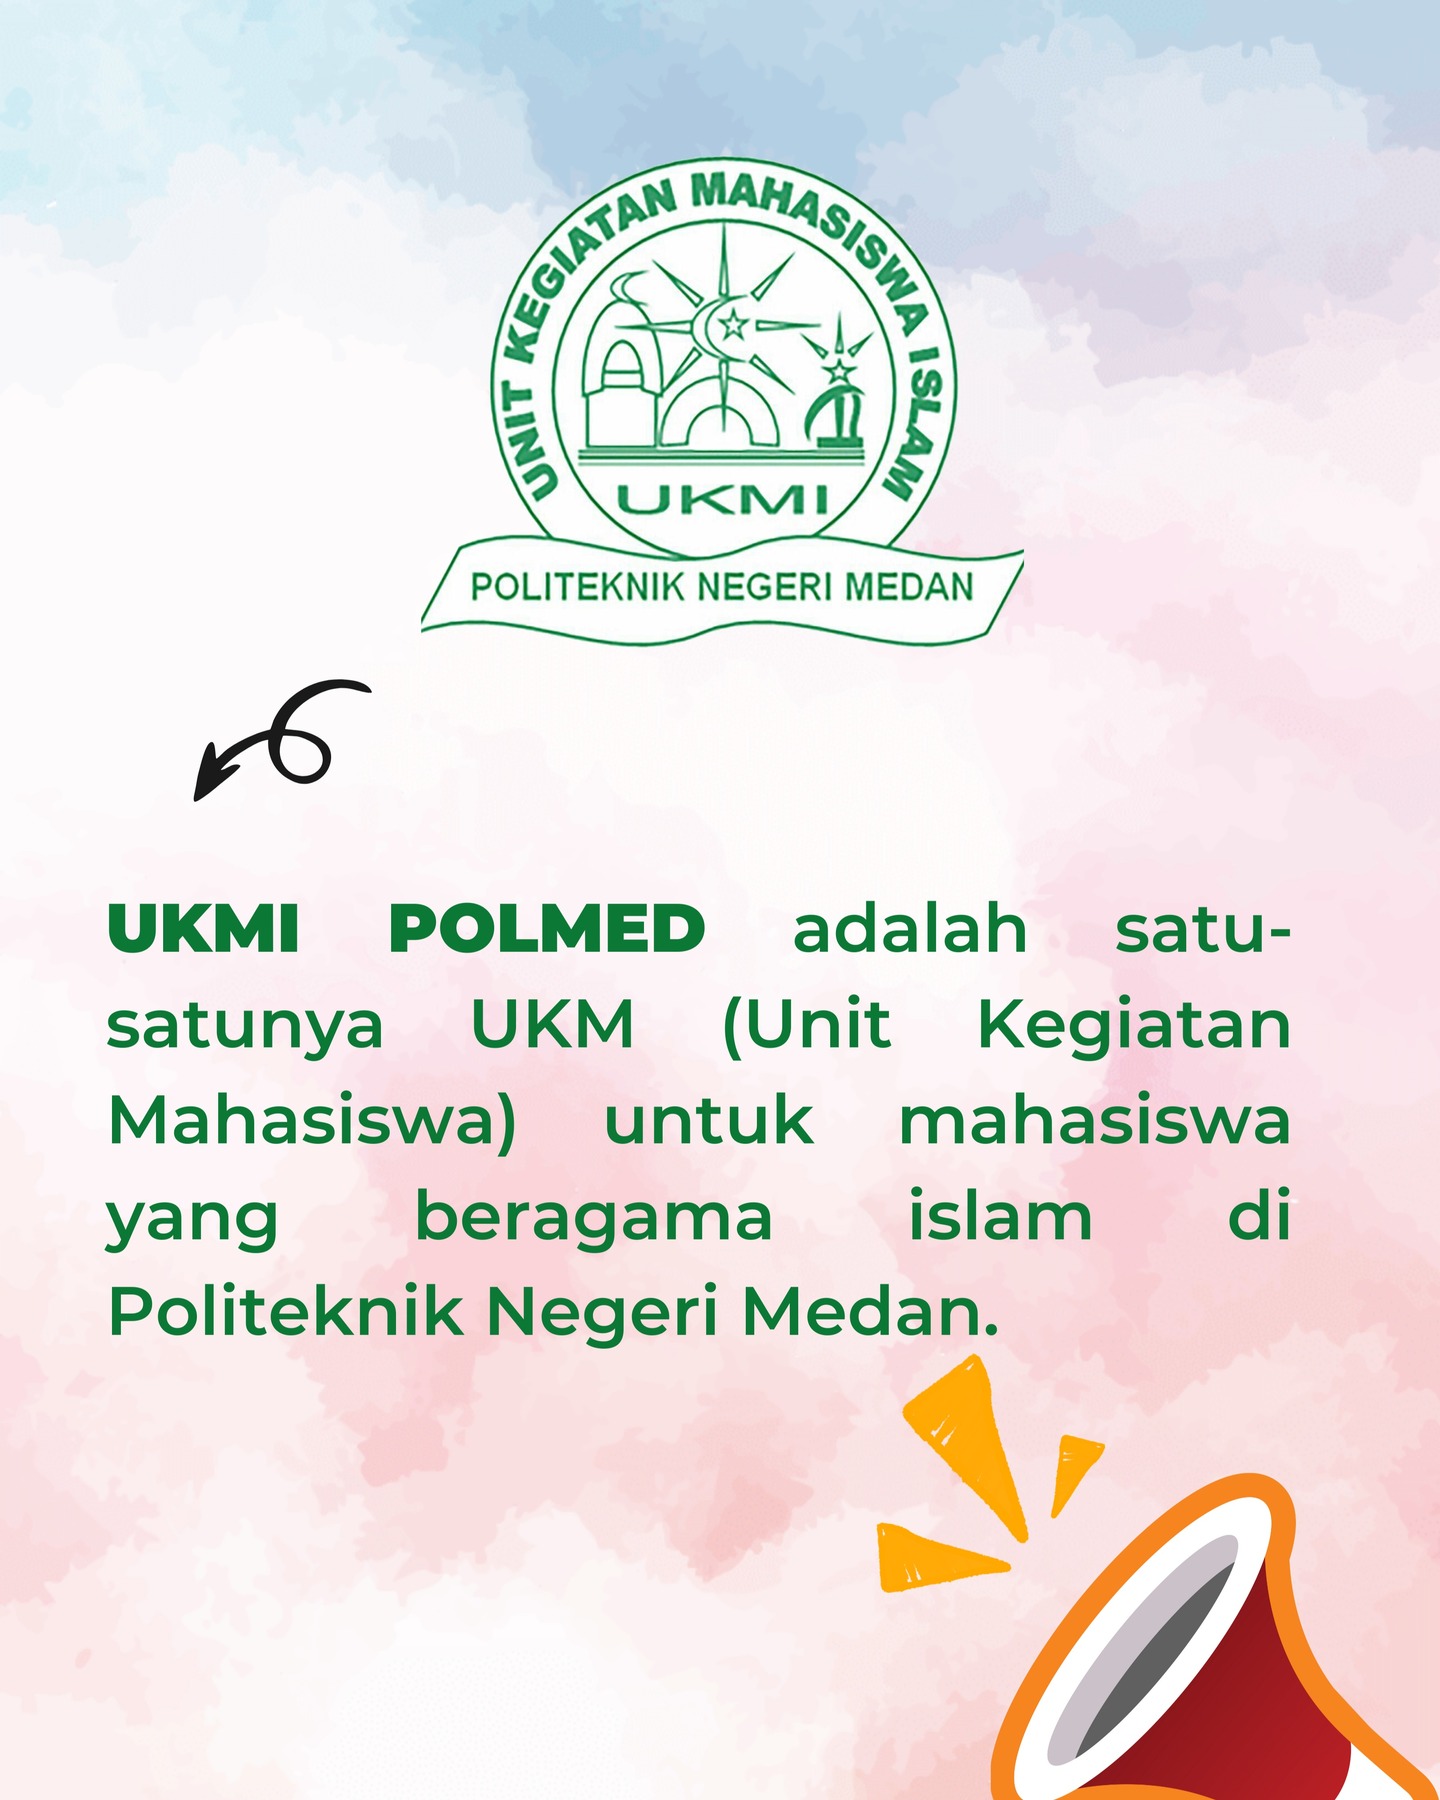 UNIT KEGIATAN MAHASISWA ISLAM
UKMI
POLITEKNIK NEGERI MEDAN
UKMI POLMED adalah satu-
satunya UKM (Unit Kegiatan
Mahasiswa) untuk mahasiswa
yang beragama islam di
Politeknik Negeri Medan.